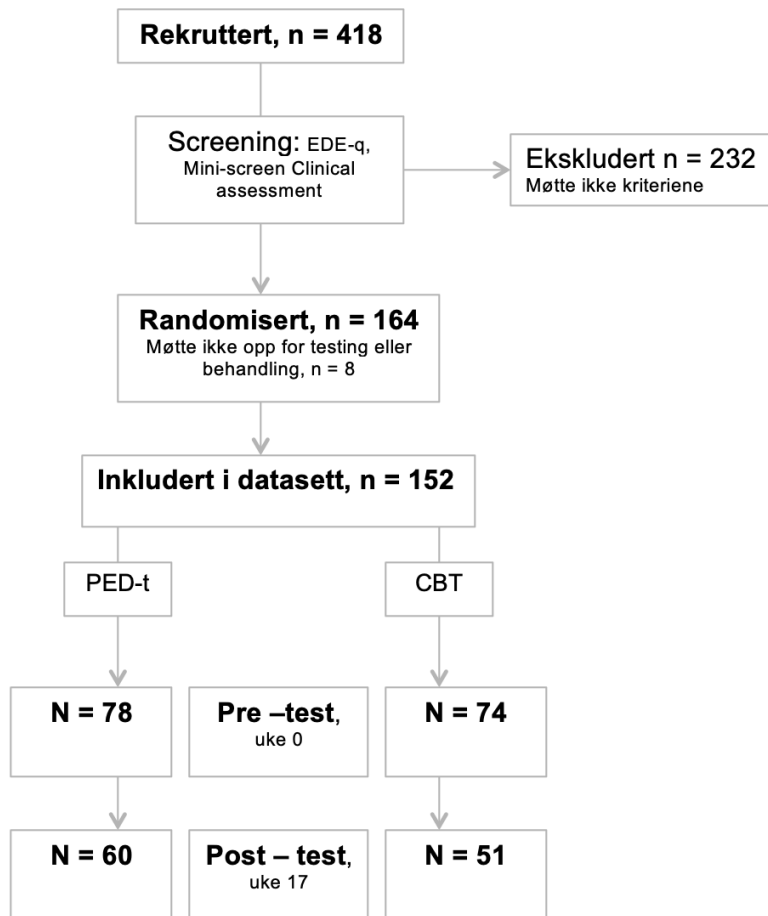 Rekruttert, n = 418
Screening: EDE-q,
Mini-screen Clinical
assessment
Ekskludert n = 232
Møtte ikke kriteriene
Randomisert, n = 164
Møtte ikke opp for testing eller
behandling, n = 8
Inkludert i datasett, n = 152
PED-t
CBT
N = 78
Pre –test,
uke 0
N = 74
N = 60
Post – test,
uke 17
N = 51